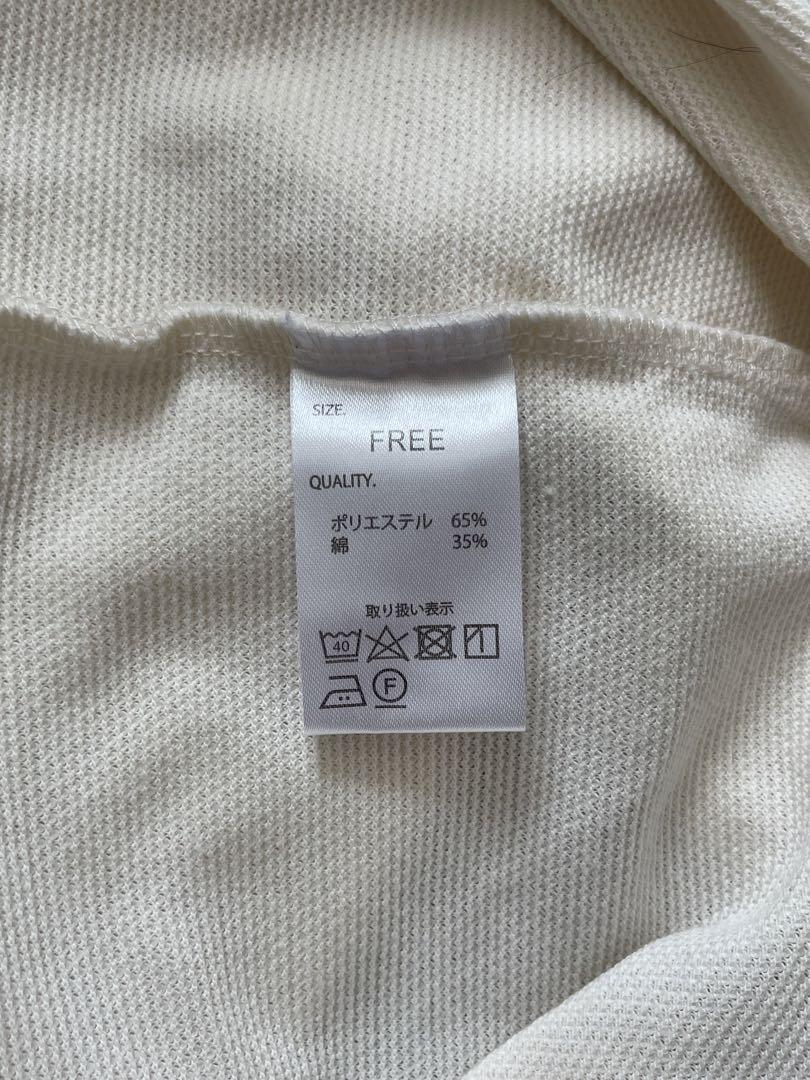 SIZE.
FREE
QUALITY.
ポリエステル 65%
綿 35%
取り扱い表示
40
F